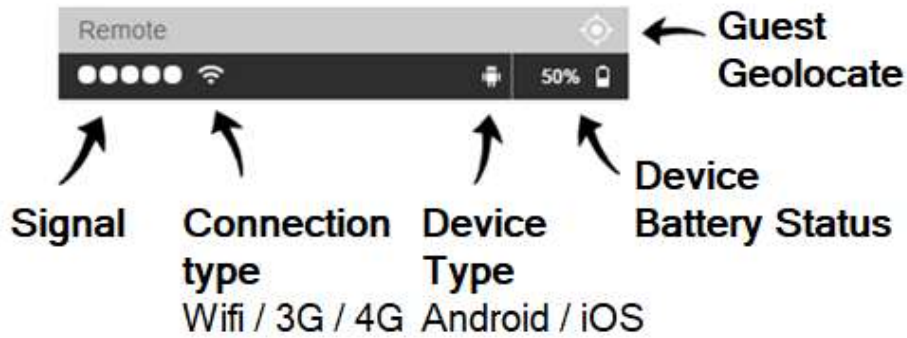 Remote
Guest
Geolocate
50%
Device
Battery Status
Signal
Connection
type
Wifi / 3G / 4G
Device
Type
Android / iOS